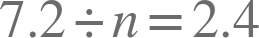 7.2 ÷ n = 2.4